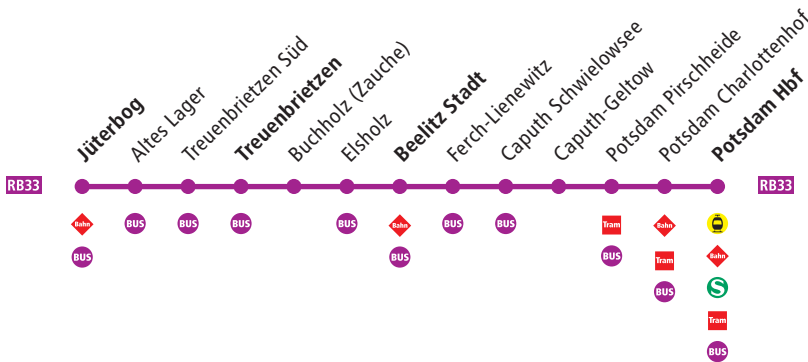 Jüterbog
Altes Lager
Treuenbrietzen Süd
Treuenbrietzen
Buchholz (Zauche)
Elsholz
Beelitz Stadt
Ferch-Lienewitz
Caputh Schwielowsee
Caputh-Geltow
Potsdam Pirschheide
Potsdam Charlottenhof
Potsdam Hbf
RB33
RB33
Bahn
BUS
BUS
BUS
BUS
Bahn
BUS
BUS
Tram
Bahn
BUS
BUS
BUS
Tram
Bahn
S
BUS
Tram
BUS